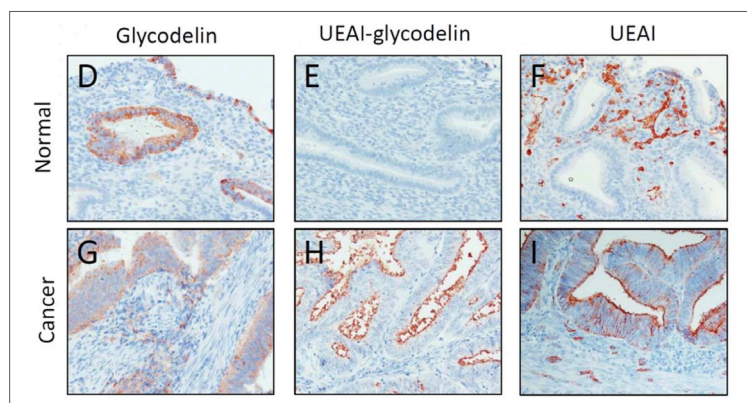 Glycodelin UEAI-glycodelin UEAI
Normal
D E F
Cancer
G H I